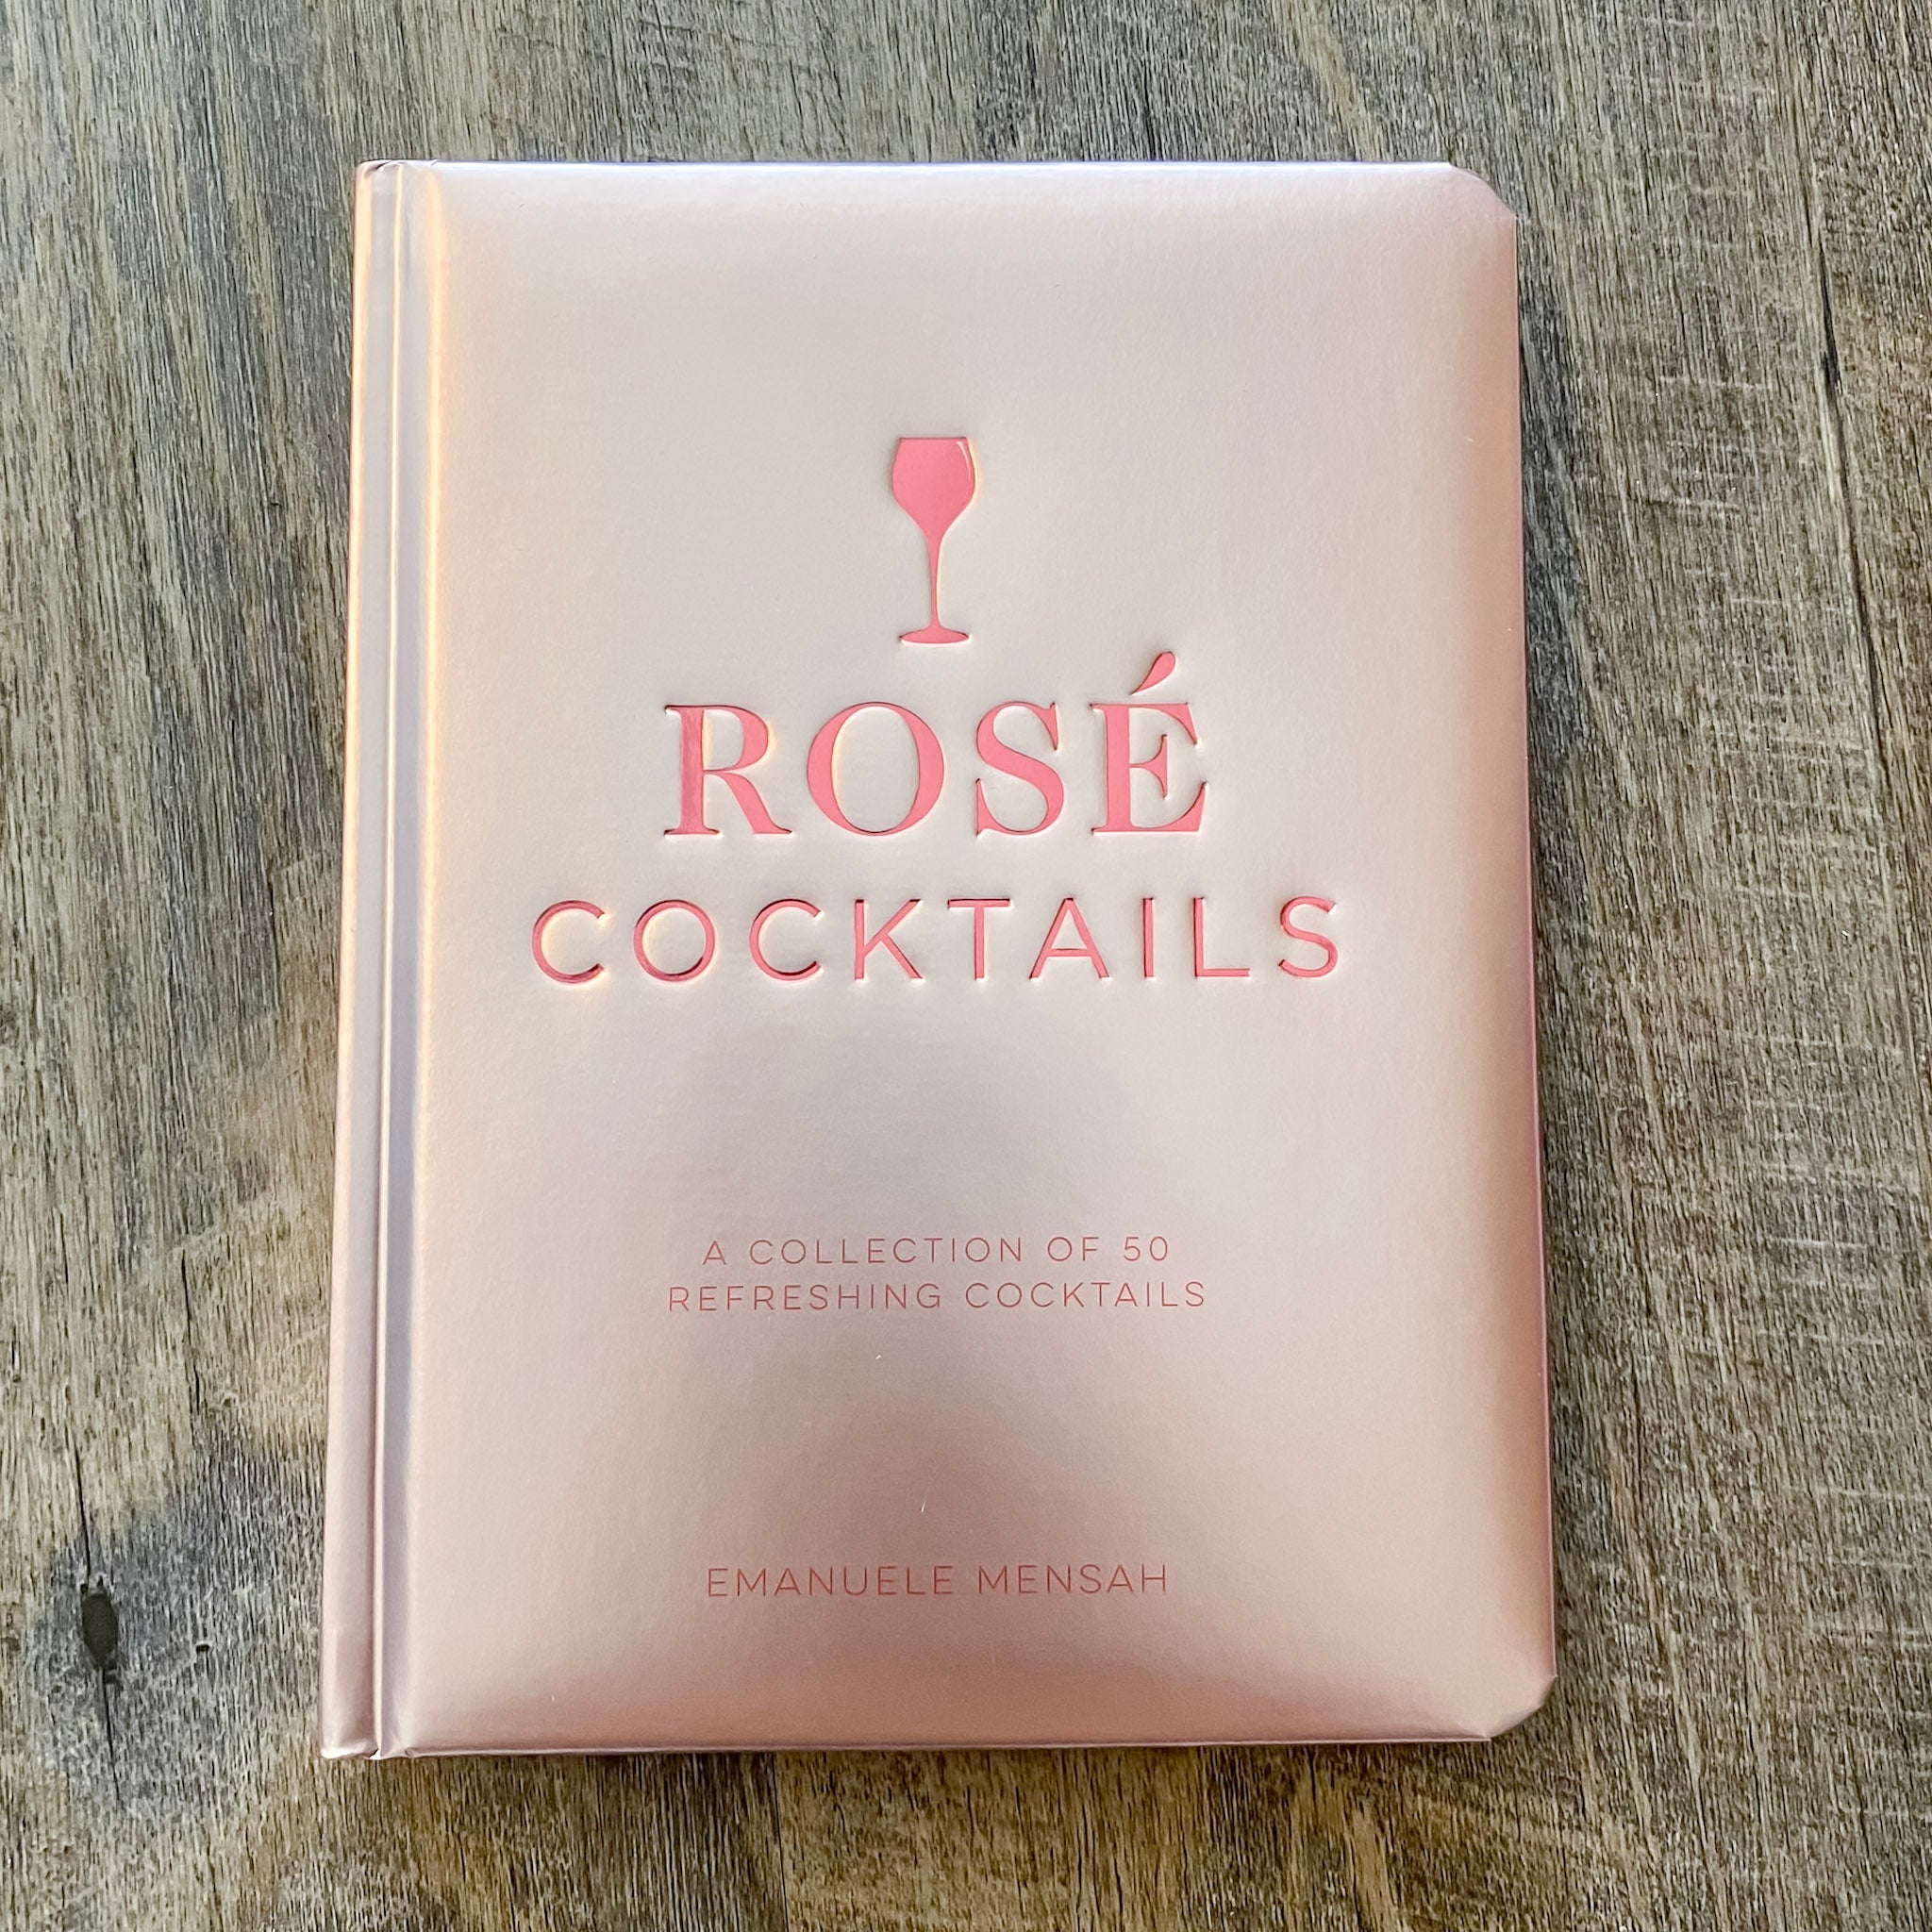 ROSÉ
COCKTAILS
A COLLECTION OF 50
REFRESHING COCKTAILS
EMANUELE MENSAH